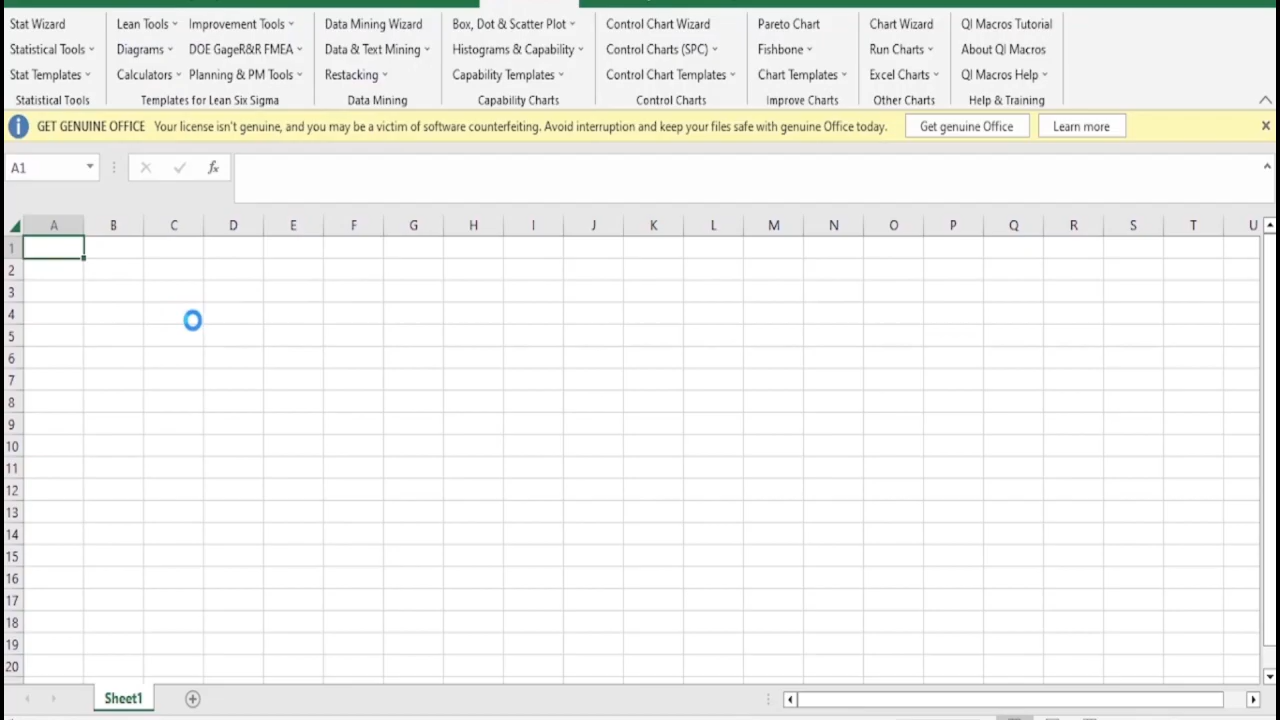 Stat Wizard Lean Tools Improvement Tools Data Mining Wizard Box, Dot & Scatter Plot Control Chart Wizard Pareto Chart Chart Wizard QI Macros Tutorial
Statistical Tools Diagrams DOE GageR&R FMEA Data & Text Mining Histograms & Capability Control Charts (SPC) Fishbone Run Charts About QI Macros
Stat Templates Calculators Planning & PM Tools Restacking Capability Templates Control Chart Templates Chart Templates Excel Charts QI Macros Help
Statistical Tools Templates for Lean Six Sigma Data Mining Capability Charts Control Charts Improve Charts Other Charts Help & Training
GET GENUINE OFFICE Your license isn't genuine, and you may be a victim of software counterfeiting. Avoid interruption and keep your files safe with genuine Office today. Get genuine Office Learn more
A1 fx
A B C D E F G H I J K L M N O P Q R S T U
1
2
3
4
5
6
7
8
9
10
11
12
13
14
15
16
17
18
19
20
Sheet1